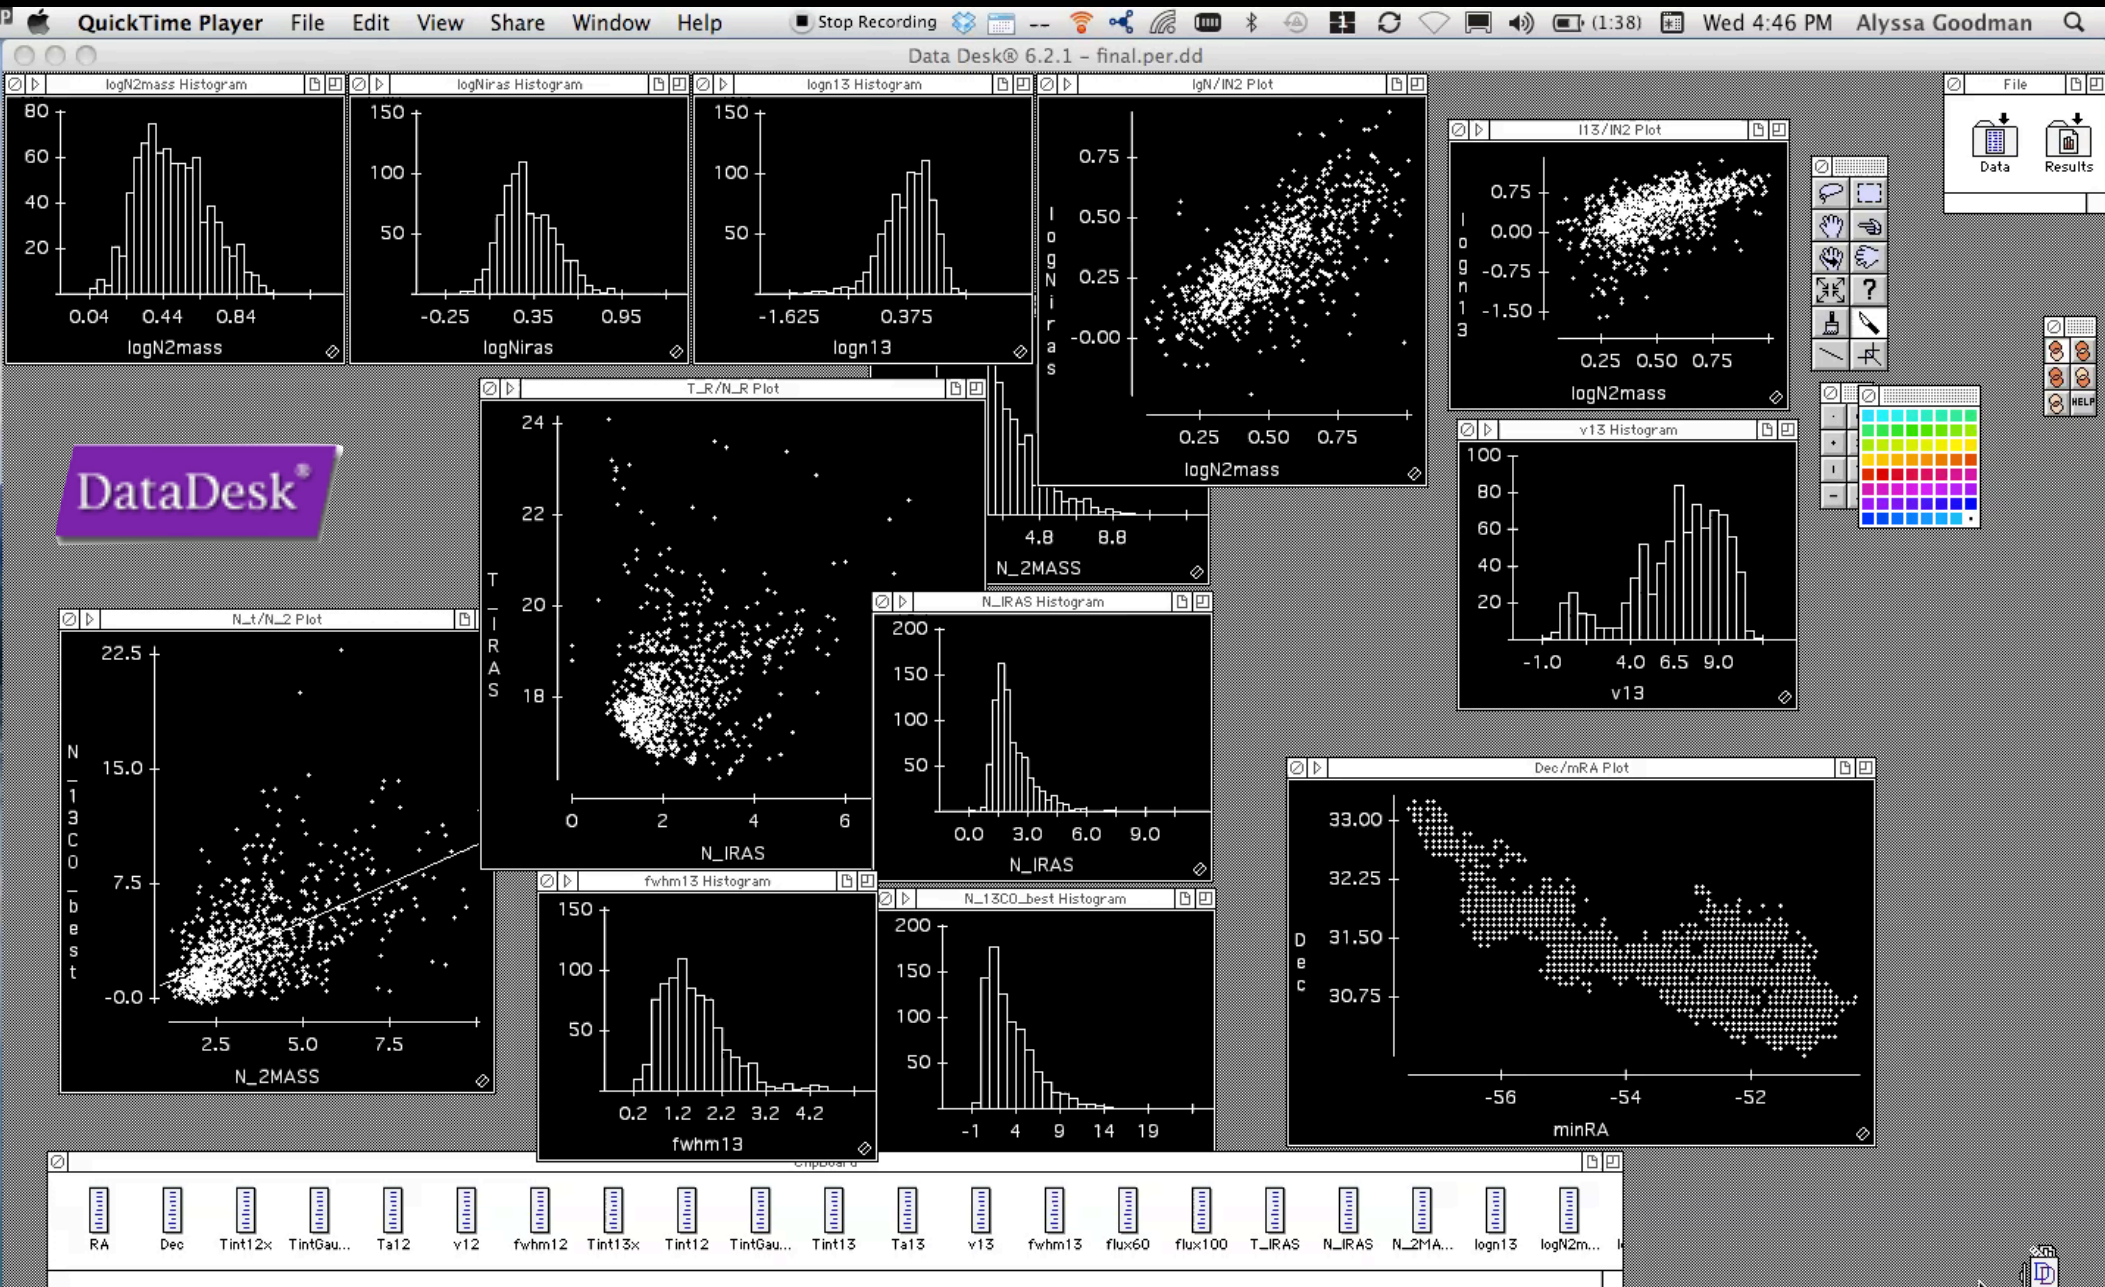 QuickTime Player File Edit View Share Window Help Stop Recording -- 1 (1:38) Wed 4:46 PM Alyssa Goodman
Data Desk® 6.2.1 – final.per.dd
logN2mass Histogram
80
60
40
20
0.04 0.44 0.84
logN2mass
logNiras Histogram
150
100
50
-0.25 0.35 0.95
logNiras
logn13 Histogram
150
100
50
-1.625 0.375
logn13
lgN/lN2 Plot
0.75
0.50
0.25
-0.00
logNiras
0.25 0.50 0.75
logN2mass
l13/lN2 Plot
0.75
0.00
-0.75
-1.50
logn13
0.25 0.50 0.75
logN2mass
File
Data Results
?
HELP
DataDesk®
T_R/N_R Plot
24
22
20
18
T_IRAS
0 2 4 6
N_IRAS
4.8 8.8
N_2MASS
v13 Histogram
100
80
60
40
20
-1.0 4.0 6.5 9.0
v13
N_t/N_2 Plot
22.5
15.0
7.5
-0.0
N_13CO_best
2.5 5.0 7.5
N_2MASS
N_IRAS Histogram
200
150
100
50
0.0 3.0 6.0 9.0
N_IRAS
fwhm13 Histogram
150
100
50
0.2 1.2 2.2 3.2 4.2
fwhm13
N_13CO_best Histogram
200
150
100
50
-1 4 9 14 19
Dec/mRA Plot
33.00
32.25
31.50
30.75
Dec
-56 -54 -52
minRA
Clipboard
RA Dec Tint12x TintGau... Ta12 v12 fwhm12 Tint13x Tint12 TintGau... Tint13 Ta13 v13 fwhm13 flux60 flux100 T_IRAS N_IRAS N_2MA... logn13 logN2m...
DD